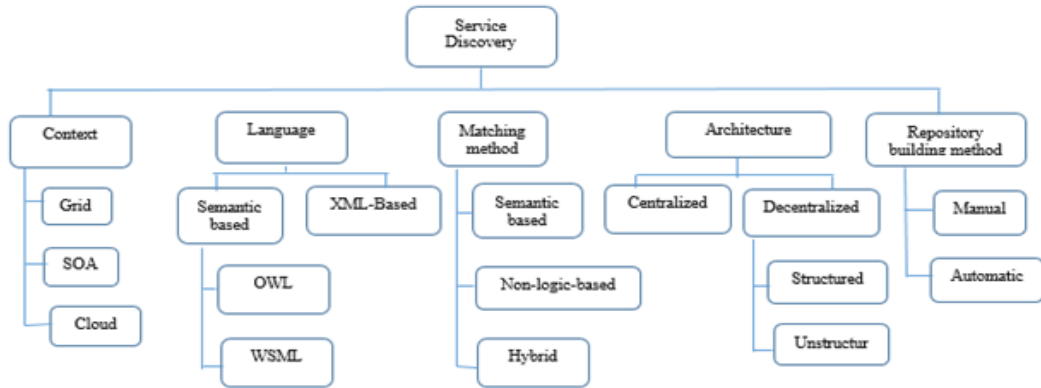 Service
Discovery
Context
Language
Matching
method
Architecture
Repository
building method
Grid
SOA
Cloud
Semantic
based
XML-Based
OWL
WSML
Semantic
based
Non-logic-based
Hybrid
Centralized
Decentralized
Structured
Unstructur
Manual
Automatic